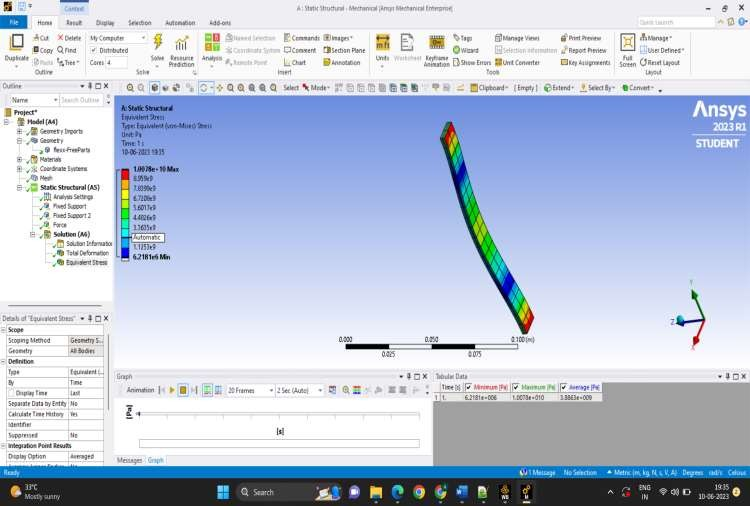 A : Static Structural - Mechanical [Ansys Mechanical Enterprise]
Context
File Home Result Display Selection Automation Add-ons
Quick Launch
Duplicate
Cut
Copy
Paste
Delete
Find
Tree
Outline
My Computer
Distributed
Cores 4
Solve
Resource Prediction
Solve
Analysis
Named Selection
Coordinate System
Remote Point
Commands
Comment
Chart
Images
Section Plane
Annotation
Insert
Units
Worksheet
Keyframe Animation
Tags
Wizard
Show Errors
Manage Views
Selection Information
Unit Converter
Print Preview
Report Preview
Key Assignments
Tools
Full Screen
Manage
User Defined
Reset Layout
Layout
Select Mode Clipboard [ Empty ] Extend Select By Convert
Outline
Name Search Outline
Project*
Model (A4)
Geometry Imports
Geometry
flexx-FreeParts
Materials
Coordinate Systems
Mesh
Static Structural (A5)
Analysis Settings
Fixed Support
Fixed Support 2
Force
Solution (A6)
Solution Informatio
Total Deformation
Equivalent Stress
A: Static Structural
Equivalent Stress
Type: Equivalent (von-Mises) Stress
Unit: Pa
Time: 1 s
10-06-2023 19:35
1.0078e+10 Max
8.959e9
7.8399e9
6.7208e9
5.6017e9
4.4826e9
3.3635e9
Automatic
1.1253e9
6.2181e6 Min
Ansys
2023 R1
STUDENT
Y
Z
X
0.000 0.100 (m)
0.025 0.075
Details of "Equivalent Stress"
Scope
Scoping Method Geometry S...
Geometry All Bodies
Definition
Type Equivalent (...
By Time
Display Time Last
Separate Data by Entity No
Calculate Time History Yes
Identifier
Suppressed No
Integration Point Results
Display Option Averaged
Graph
Animation 20 Frames 2 Sec (Auto)
[Pa]
[s]
Messages Graph
Tabular Data
Time [s] Minimum [Pa] Maximum [Pa] Average [Pa]
1 1. 6.2181e+006 1.0078e+010 3.8863e+009
Ready
1 Message No Selection Metric (m, kg, N, s, V, A) Degrees rad/s Celsius
33°C
Mostly sunny
Search
ENG
IN
19:35
10-06-2023